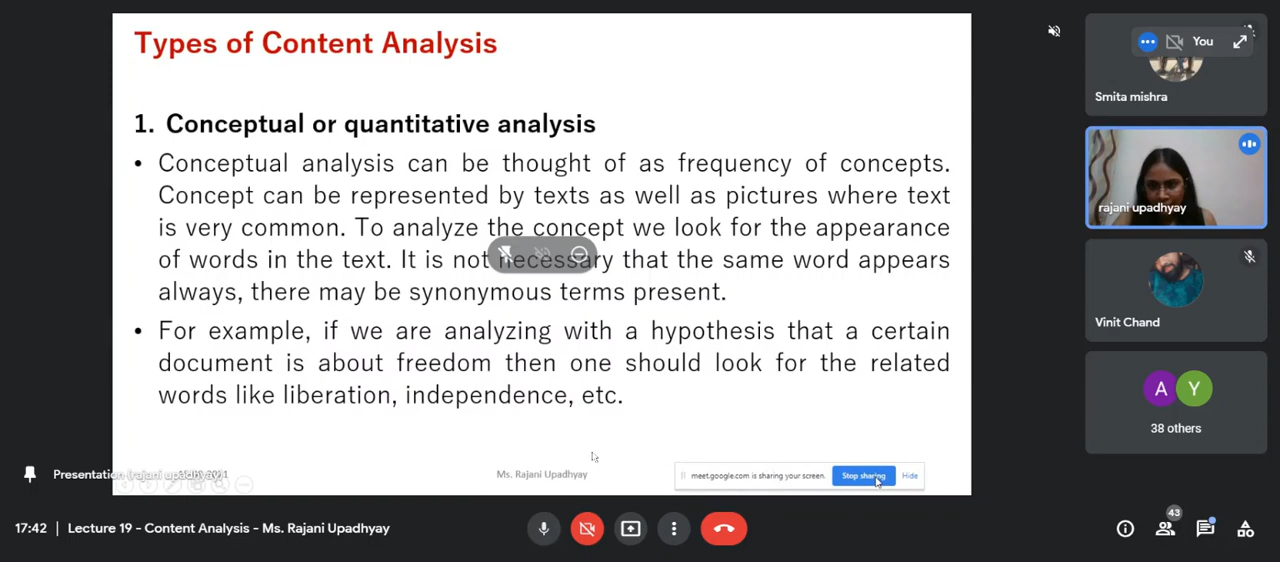 Types of Content Analysis
1. Conceptual or quantitative analysis
• Conceptual analysis can be thought of as frequency of concepts.
Concept can be represented by texts as well as pictures where text
is very common. To analyze the concept we look for the appearance
of words in the text. It is not necessary that the same word appears
always, there may be synonymous terms present.
• For example, if we are analyzing with a hypothesis that a certain
document is about freedom then one should look for the related
words like liberation, independence, etc.
Ms. Rajani Upadhyay
meet.google.com is sharing your screen.
Stop sharing
Hide
Presentation (rajani upadhyay)
You
Smita mishra
rajani upadhyay
Vinit Chand
A
Y
38 others
17:42 | Lecture 19 - Content Analysis - Ms. Rajani Upadhyay
43